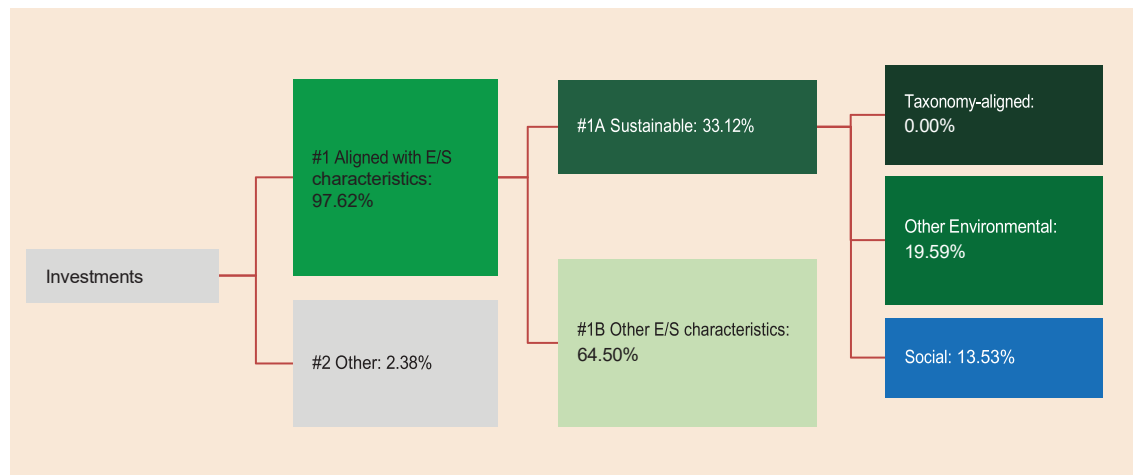 Investments
#1 Aligned with E/S
characteristics:
97.62%
#2 Other: 2.38%
#1A Sustainable: 33.12%
#1B Other E/S characteristics:
64.50%
Taxonomy-aligned:
0.00%
Other Environmental:
19.59%
Social: 13.53%